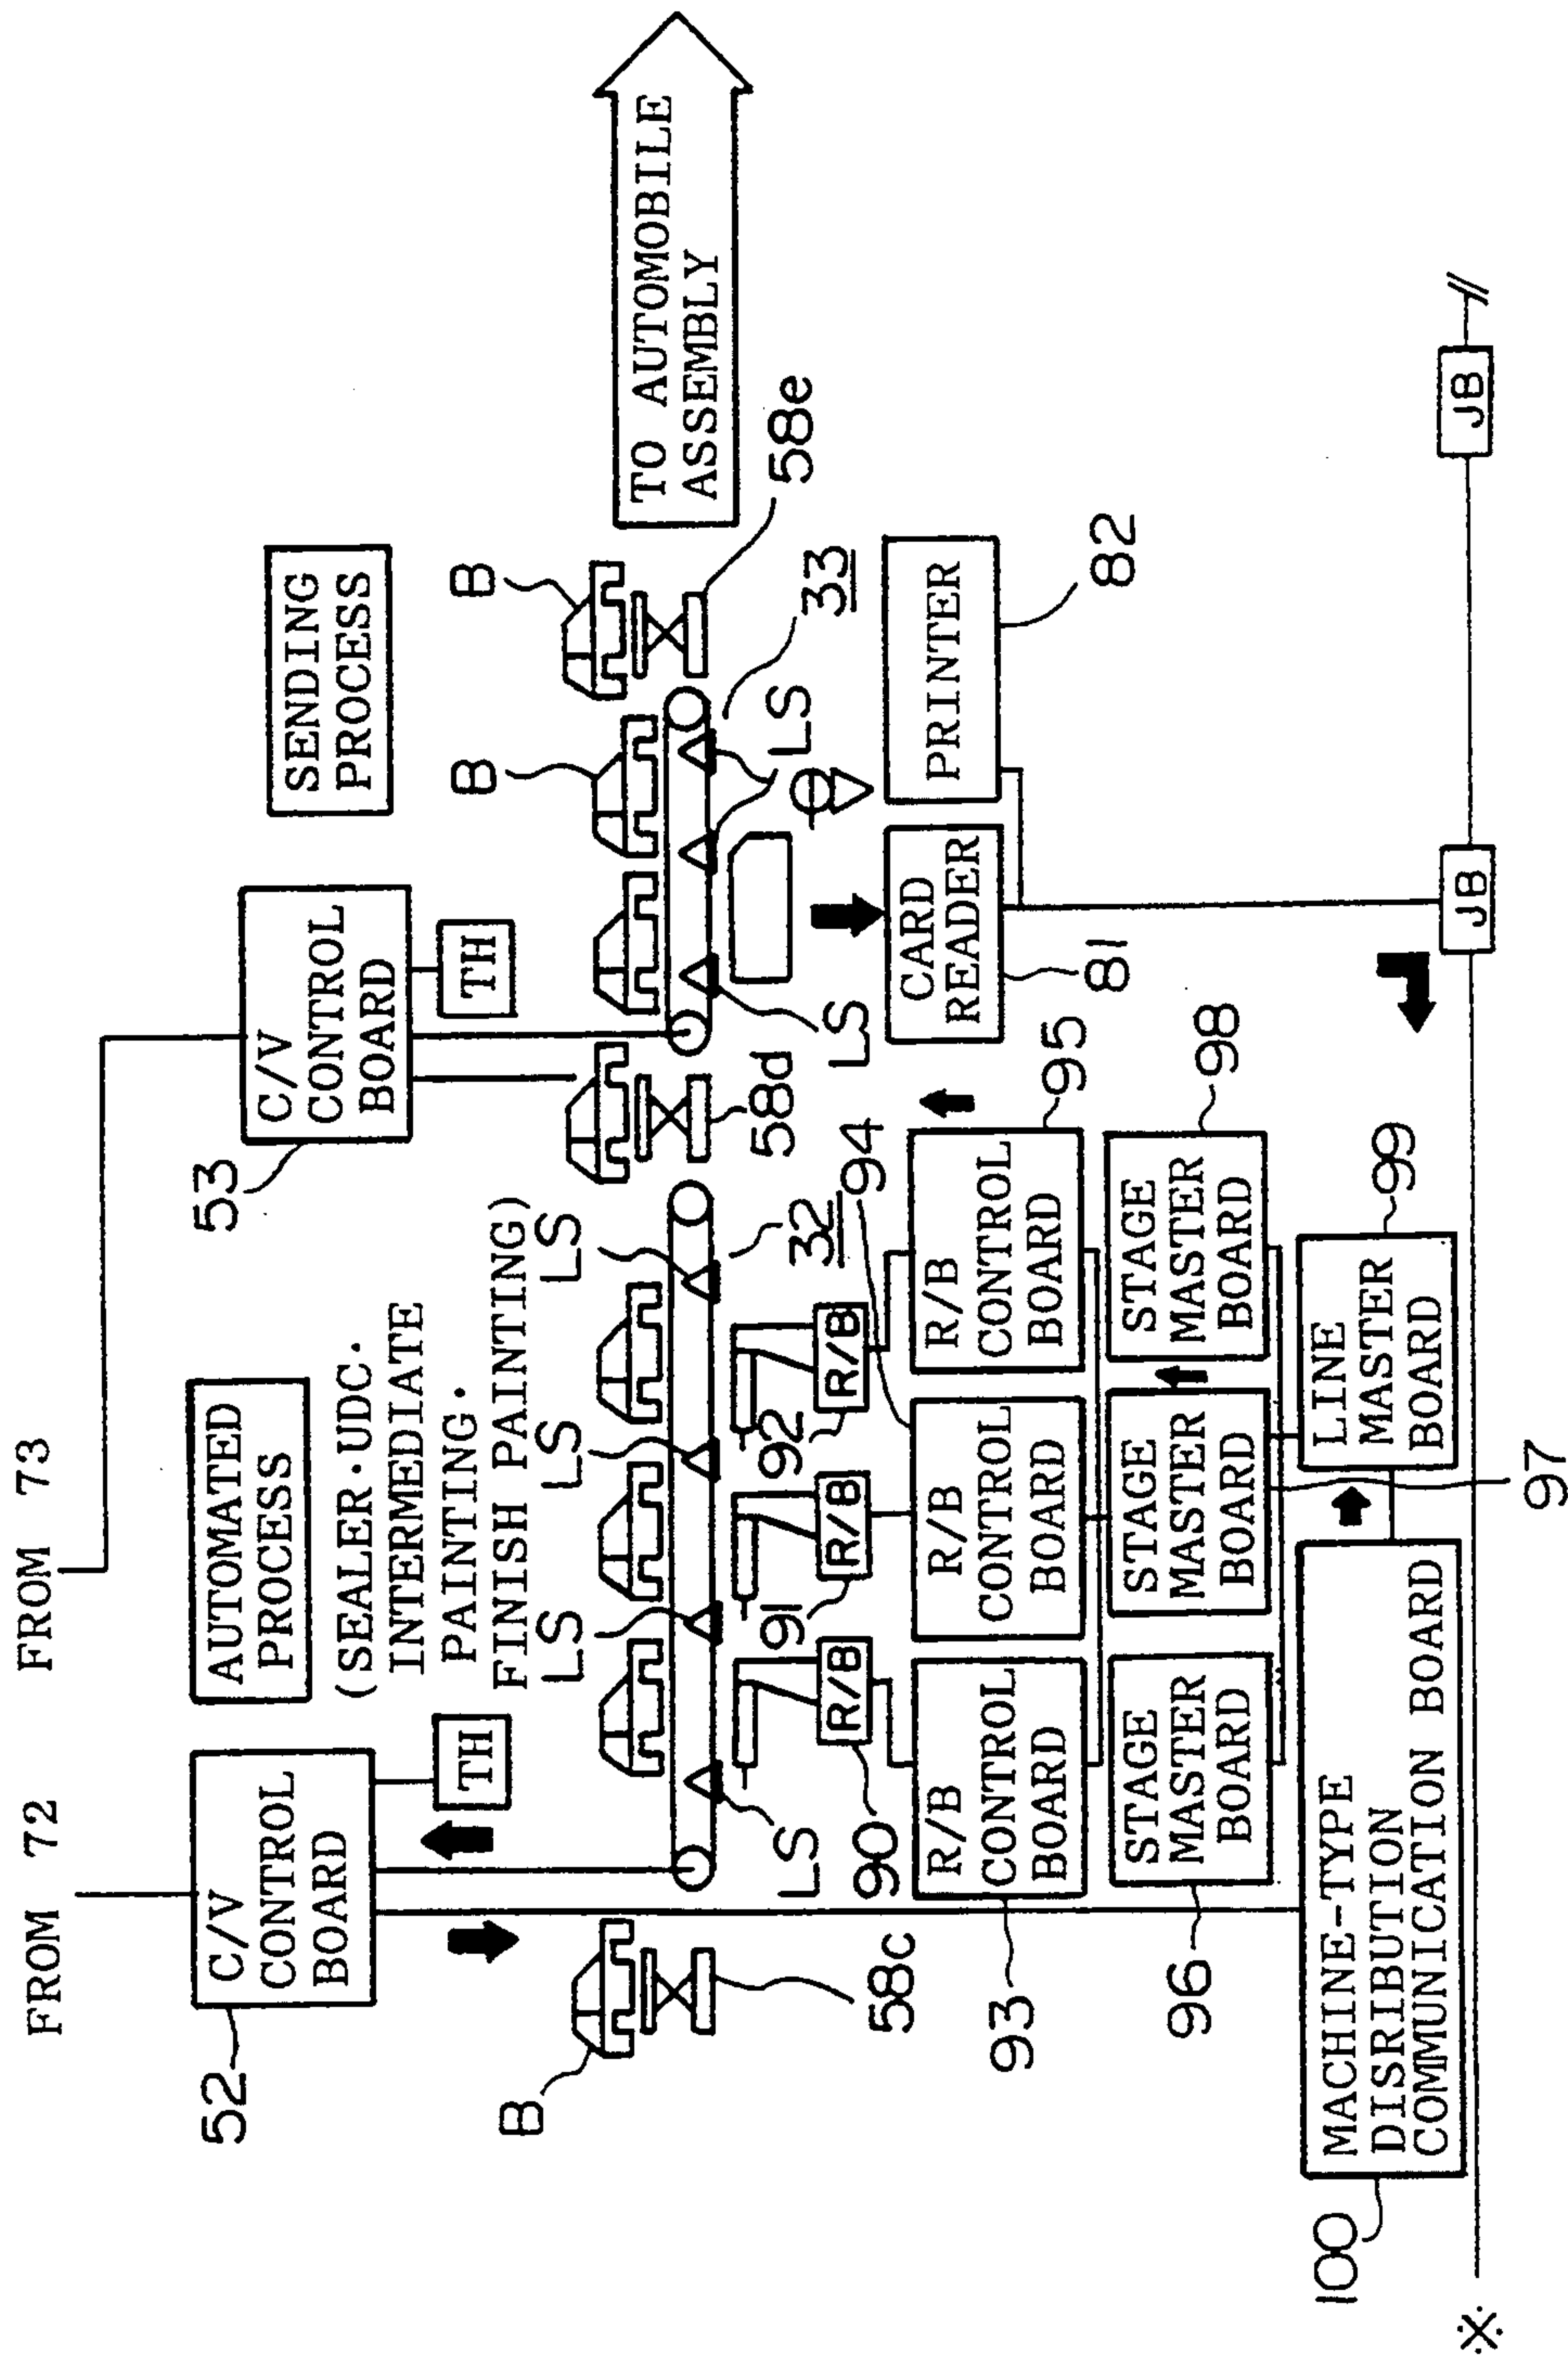 FROM 72
FROM 73
C/V
CONTROL
BOARD
52
TH
AUTOMATED
PROCESS
(SEALER·UDC.
INTERMEDIATE
PAINTING.
FINISH PAINTING)
C/V
CONTROL
BOARD
53
TH
SENDING
PROCESS
B
B
B
TO AUTOMOBILE
ASSEMBLY
LS
LS
LS
LS
LS
LS
58c
58d
58e
32
33
R/B
R/B
R/B
90
91
92
R/B
CONTROL
BOARD
93
R/B
CONTROL
BOARD
94
R/B
CONTROL
BOARD
95
CARD
READER
81
PRINTER
82
STAGE
MASTER
BOARD
96
STAGE
MASTER
BOARD
97
STAGE
MASTER
BOARD
98
MACHINE-TYPE
DISRIBUTION
COMMUNICATION BOARD
100
LINE
MASTER
BOARD
99
JB
JB
※